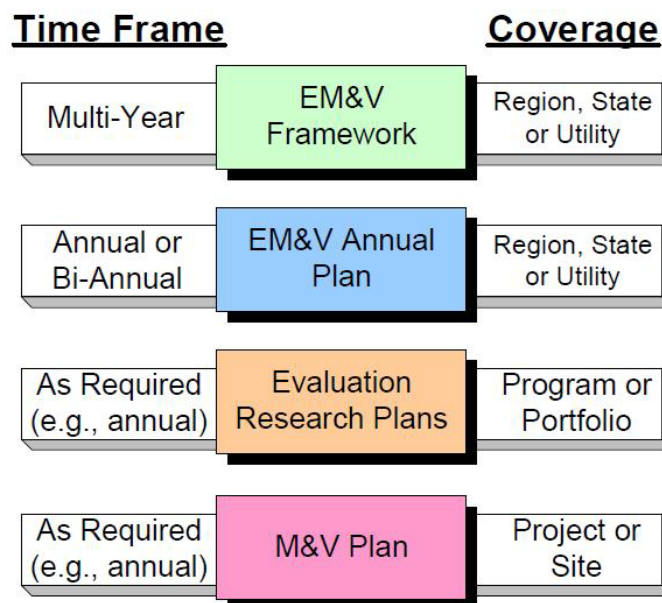 Time Frame
Coverage
Multi-Year
EM&V
Framework
Region, State
or Utility
Annual or
Bi-Annual
EM&V Annual
Plan
Region, State
or Utility
As Required
(e.g., annual)
Evaluation
Research Plans
Program or
Portfolio
As Required
(e.g., annual)
M&V Plan
Project or
Site